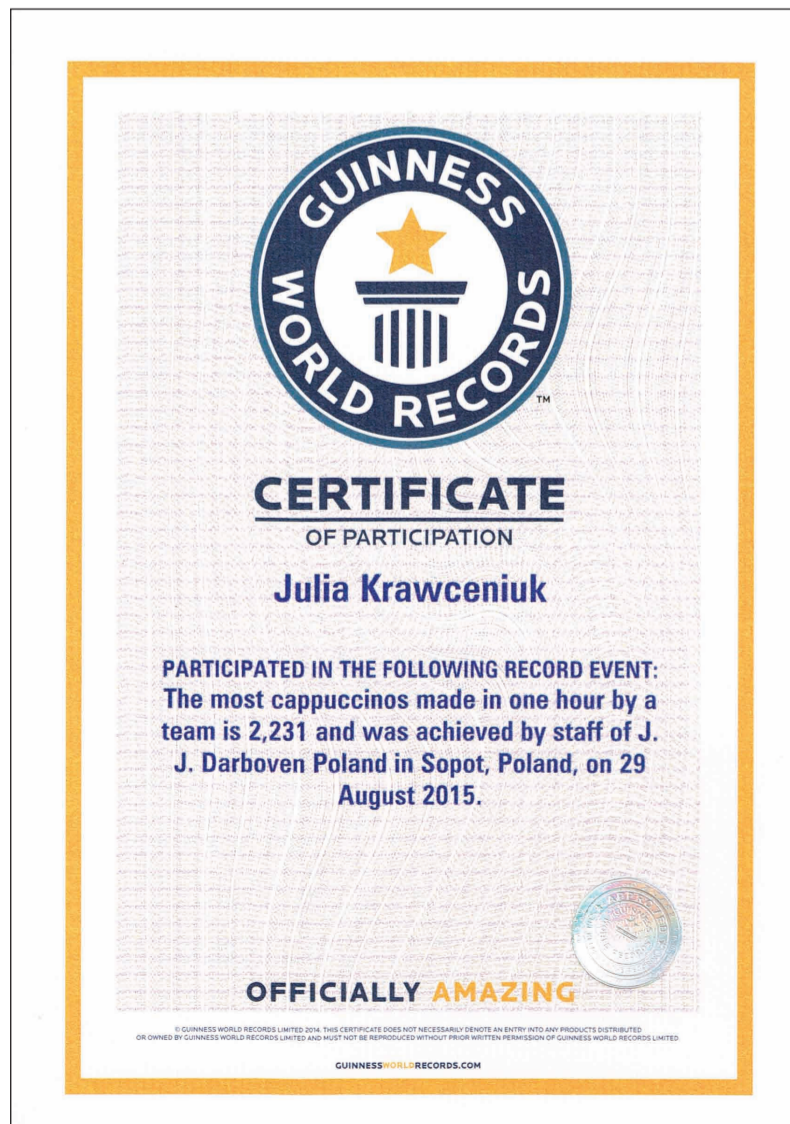 GUINNESS
WORLD RECORDS
TM
CERTIFICATE
OF PARTICIPATION
Julia Krawceniuk
PARTICIPATED IN THE FOLLOWING RECORD EVENT:
The most cappuccinos made in one hour by a
team is 2,231 and was achieved by staff of J.
J. Darboven Poland in Sopot, Poland, on 29
August 2015.
OFFICIALLY AMAZING
© GUINNESS WORLD RECORDS LIMITED 2014. THIS CERTIFICATE DOES NOT NECESSARILY DENOTE AN ENTRY INTO ANY PRODUCTS DISTRIBUTED
OR OWNED BY GUINNESS WORLD RECORDS LIMITED AND MUST NOT BE REPRODUCED WITHOUT PRIOR WRITTEN PERMISSION OF GUINNESS WORLD RECORDS LIMITED
GUINNESSWORLDRECORDS.COM